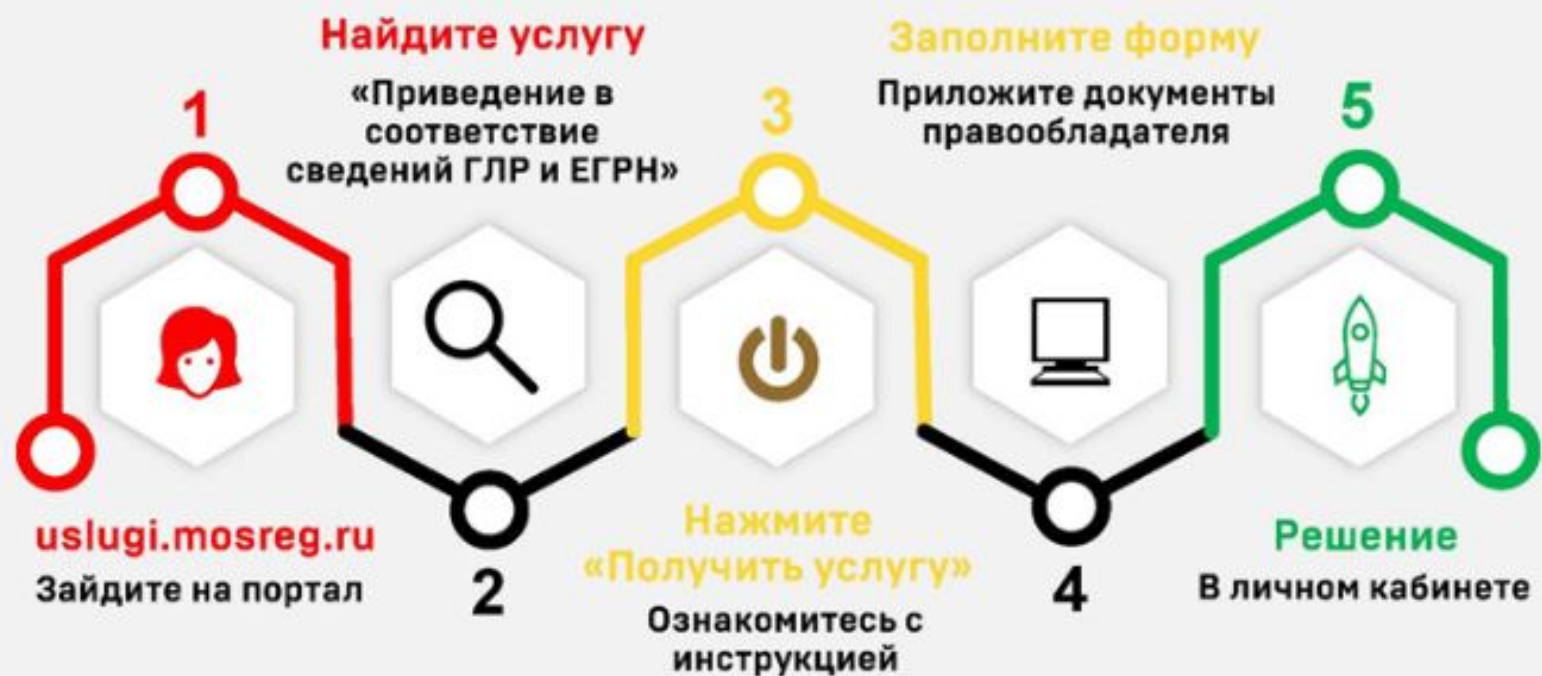 1
uslugi.mosreg.ru
Зайдите на портал
Найдите услугу
«Приведение в
соответствие
сведений ГЛР и ЕГРН»
2
3
Нажмите
«Получить услугу»
Ознакомитесь с
инструкцией
Заполните форму
Приложите документы
правообладателя
4
5
Решение
В личном кабинете